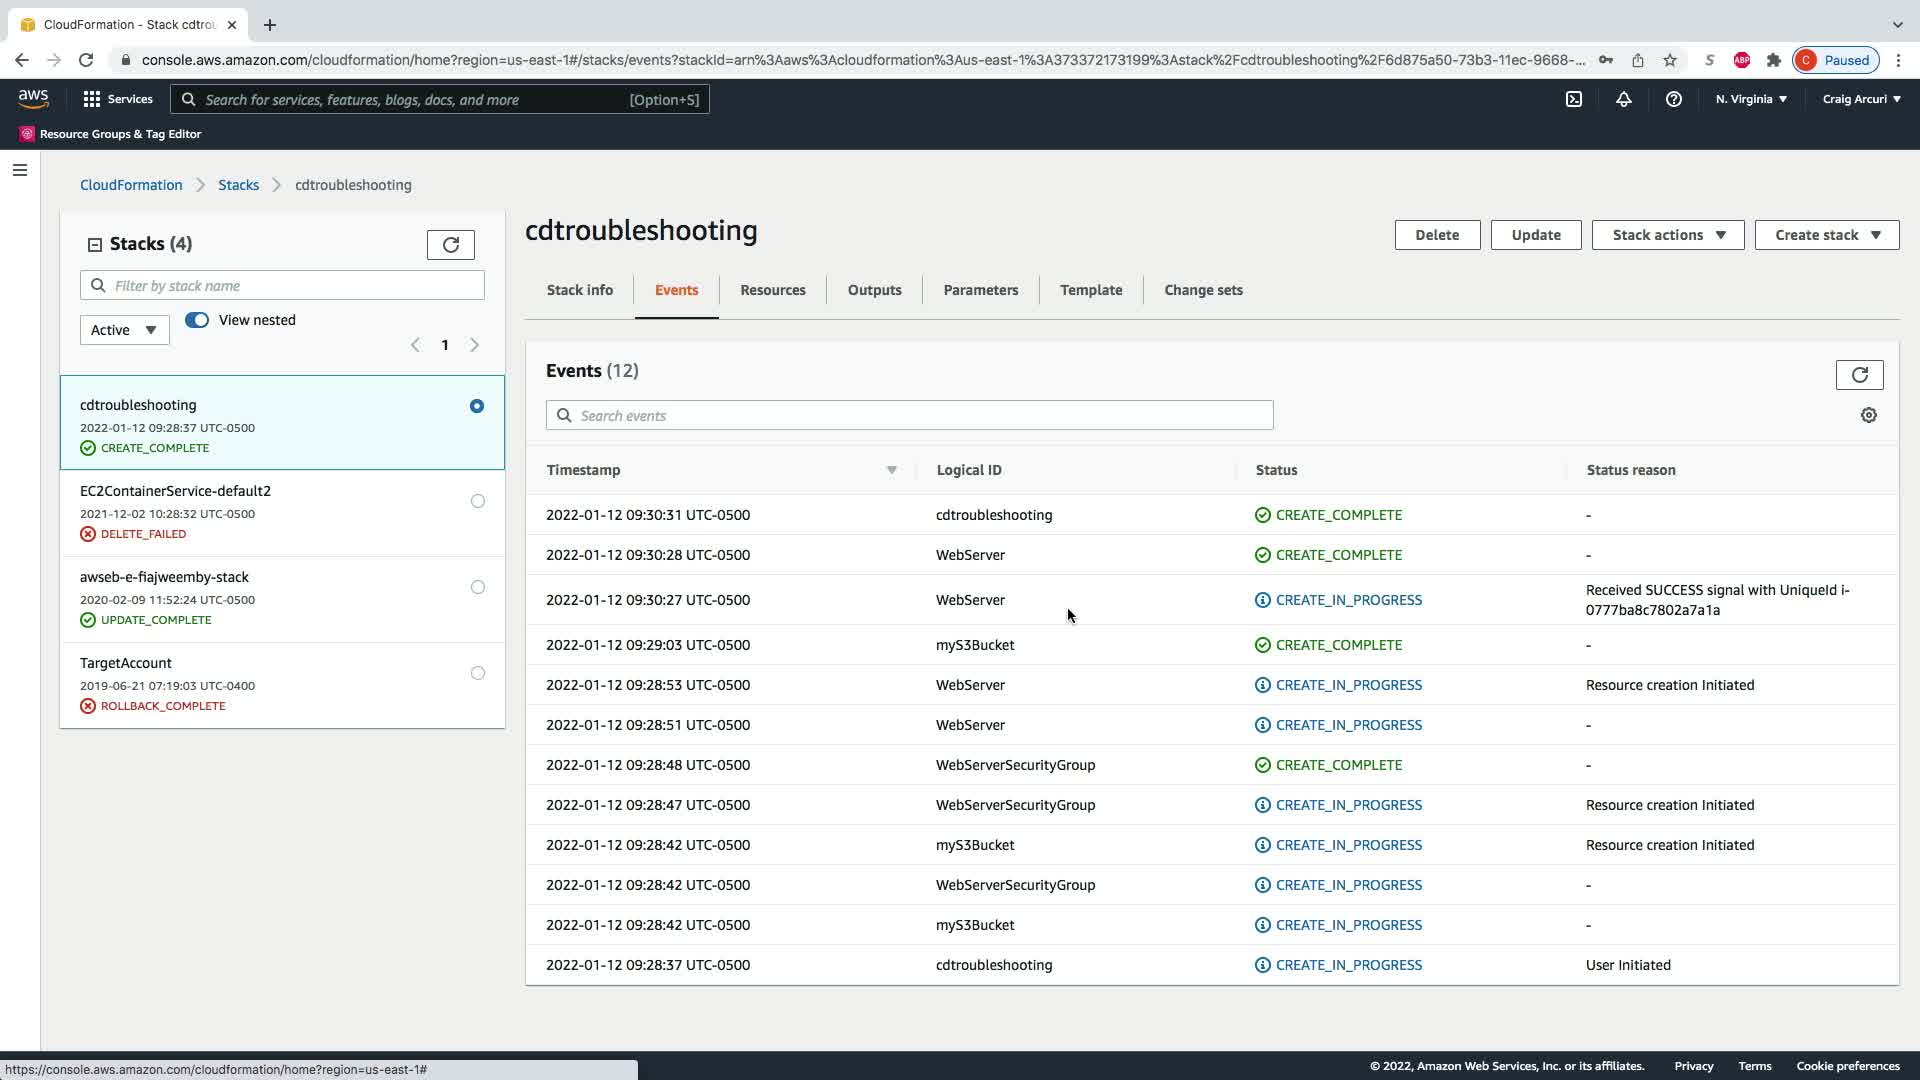 CloudFormation - Stack cdtrou
console.aws.amazon.com/cloudformation/home?region=us-east-1#/stacks/events?stackId=arn%3Aaws%3Acloudformation%3Aus-east-1%3A373372173199%3Astack%2Fcdtroubleshooting%2F6d875a50-73b3-11ec-9668-...
S
ABP
C Paused
aws
Services
Search for services, features, blogs, docs, and more [Option+S]
N. Virginia
Craig Arcuri
Resource Groups & Tag Editor
CloudFormation > Stacks > cdtroubleshooting
Stacks (4)
Filter by stack name
Active
View nested
1
cdtroubleshooting
2022-01-12 09:28:37 UTC-0500
CREATE_COMPLETE
EC2ContainerService-default2
2021-12-02 10:28:32 UTC-0500
DELETE_FAILED
awseb-e-fiajweemby-stack
2020-02-09 11:52:24 UTC-0500
UPDATE_COMPLETE
TargetAccount
2019-06-21 07:19:03 UTC-0400
ROLLBACK_COMPLETE
cdtroubleshooting
Delete
Update
Stack actions
Create stack
Stack info
Events
Resources
Outputs
Parameters
Template
Change sets
Events (12)
Search events
Timestamp Logical ID Status Status reason
2022-01-12 09:30:31 UTC-0500 cdtroubleshooting CREATE_COMPLETE -
2022-01-12 09:30:28 UTC-0500 WebServer CREATE_COMPLETE -
2022-01-12 09:30:27 UTC-0500 WebServer CREATE_IN_PROGRESS Received SUCCESS signal with UniqueId i-
0777ba8c7802a7a1a
2022-01-12 09:29:03 UTC-0500 myS3Bucket CREATE_COMPLETE -
2022-01-12 09:28:53 UTC-0500 WebServer CREATE_IN_PROGRESS Resource creation Initiated
2022-01-12 09:28:51 UTC-0500 WebServer CREATE_IN_PROGRESS -
2022-01-12 09:28:48 UTC-0500 WebServerSecurityGroup CREATE_COMPLETE -
2022-01-12 09:28:47 UTC-0500 WebServerSecurityGroup CREATE_IN_PROGRESS Resource creation Initiated
2022-01-12 09:28:42 UTC-0500 myS3Bucket CREATE_IN_PROGRESS Resource creation Initiated
2022-01-12 09:28:42 UTC-0500 WebServerSecurityGroup CREATE_IN_PROGRESS -
2022-01-12 09:28:42 UTC-0500 myS3Bucket CREATE_IN_PROGRESS -
2022-01-12 09:28:37 UTC-0500 cdtroubleshooting CREATE_IN_PROGRESS User Initiated
https://console.aws.amazon.com/cloudformation/home?region=us-east-1#
© 2022, Amazon Web Services, Inc. or its affiliates. Privacy Terms Cookie preferences